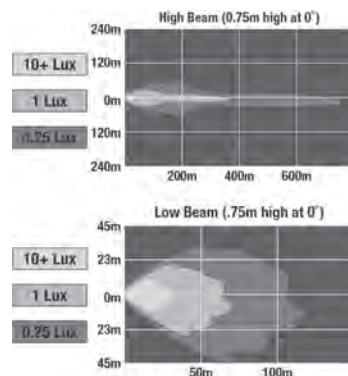 High Beam (0.75m high at 0˚)
240m
120m
0m
120m
240m
10+ Lux
1 Lux
0.25 Lux
200m 400m 600m
Low Beam (.75m high at 0˚)
45m
23m
0m
23m
45m
10+ Lux
1 Lux
0.25 Lux
50m 100m